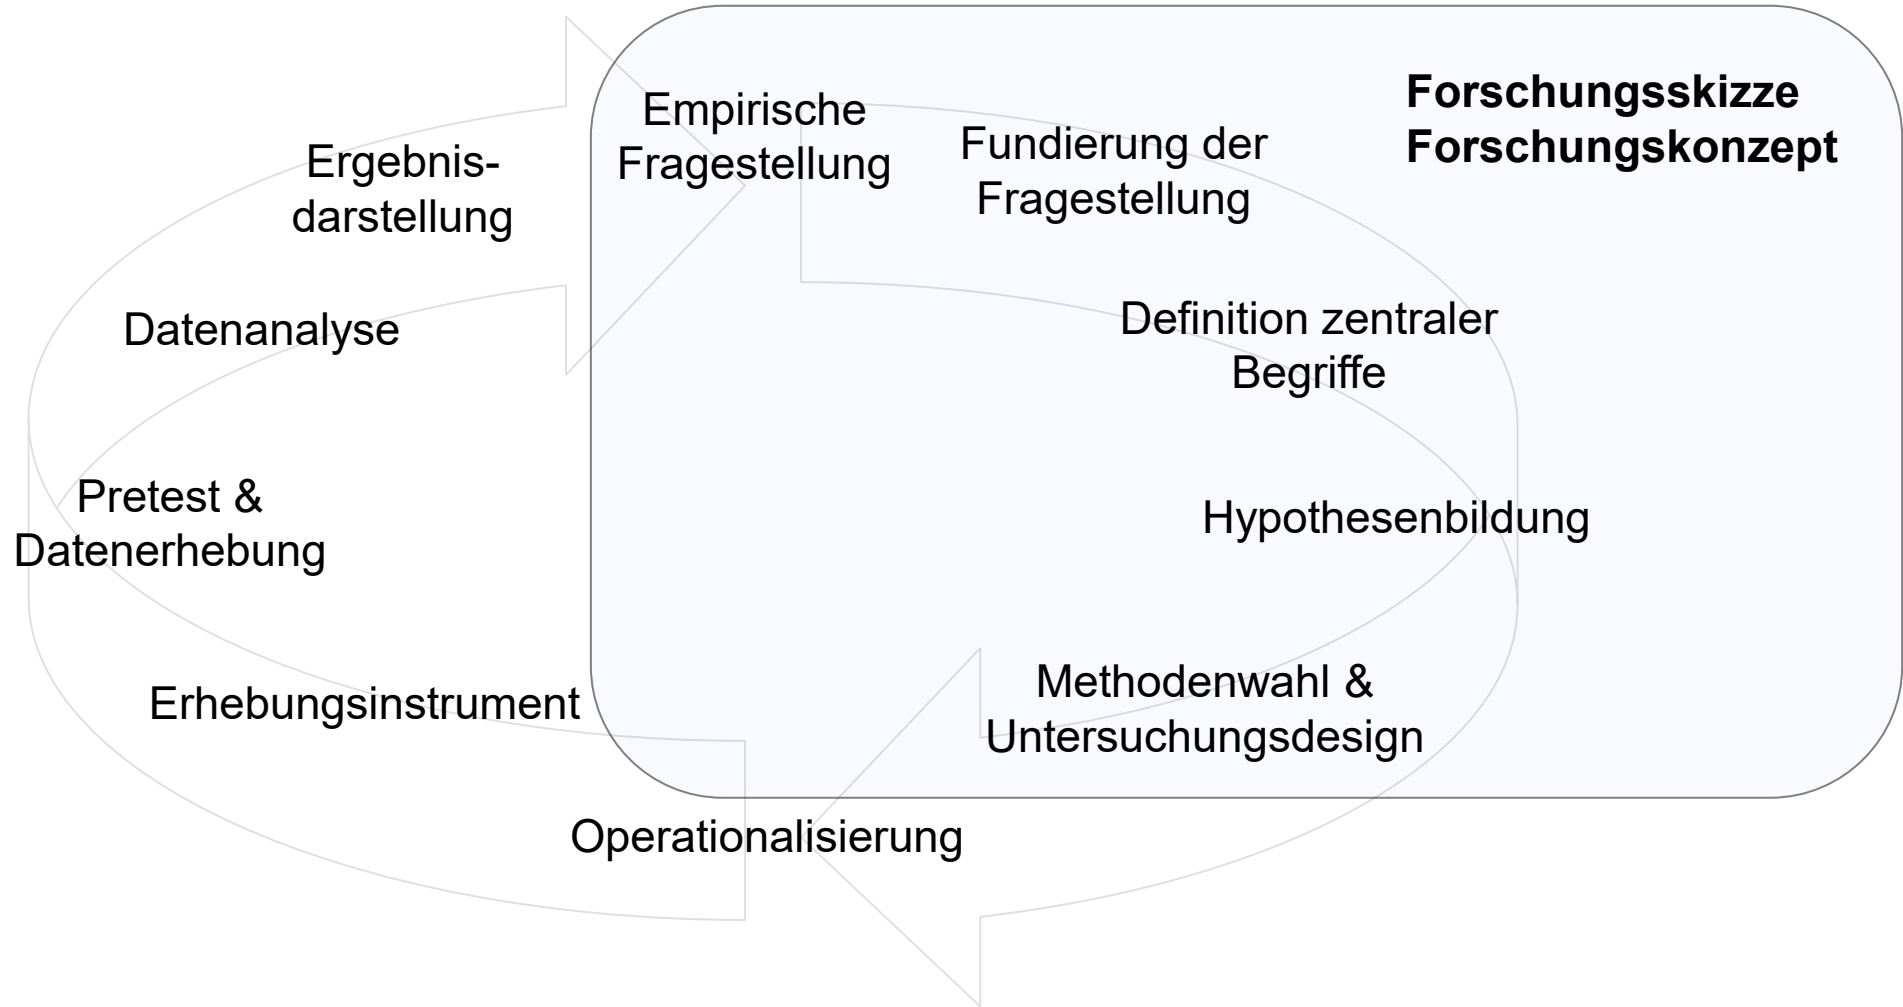 Forschungsskizze
Forschungskonzept
Empirische
Fragestellung
Fundierung der
Fragestellung
Definition zentraler
Begriffe
Hypothesenbildung
Methodenwahl &
Untersuchungsdesign
Operationalisierung
Erhebungsinstrument
Pretest &
Datenerhebung
Datenanalyse
Ergebnis-
darstellung